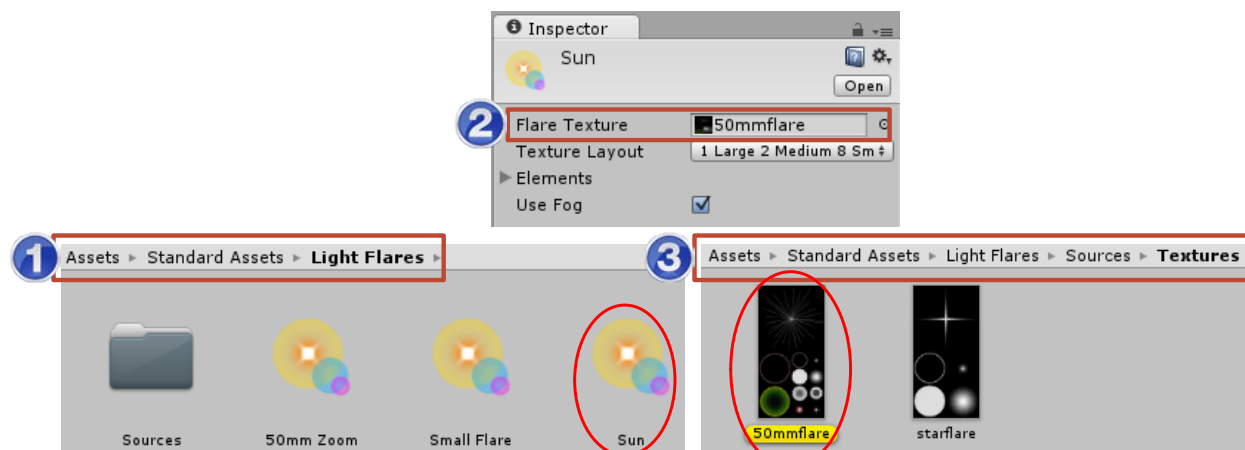 Inspector
Sun
Open
2
Flare Texture 50mmflare
Texture Layout 1 Large 2 Medium 8 Sm
Elements
Use Fog
1
Assets Standard Assets Light Flares
Sources 50mm Zoom Small Flare Sun
3
Assets Standard Assets Light Flares Sources Textures
50mmflare starflare